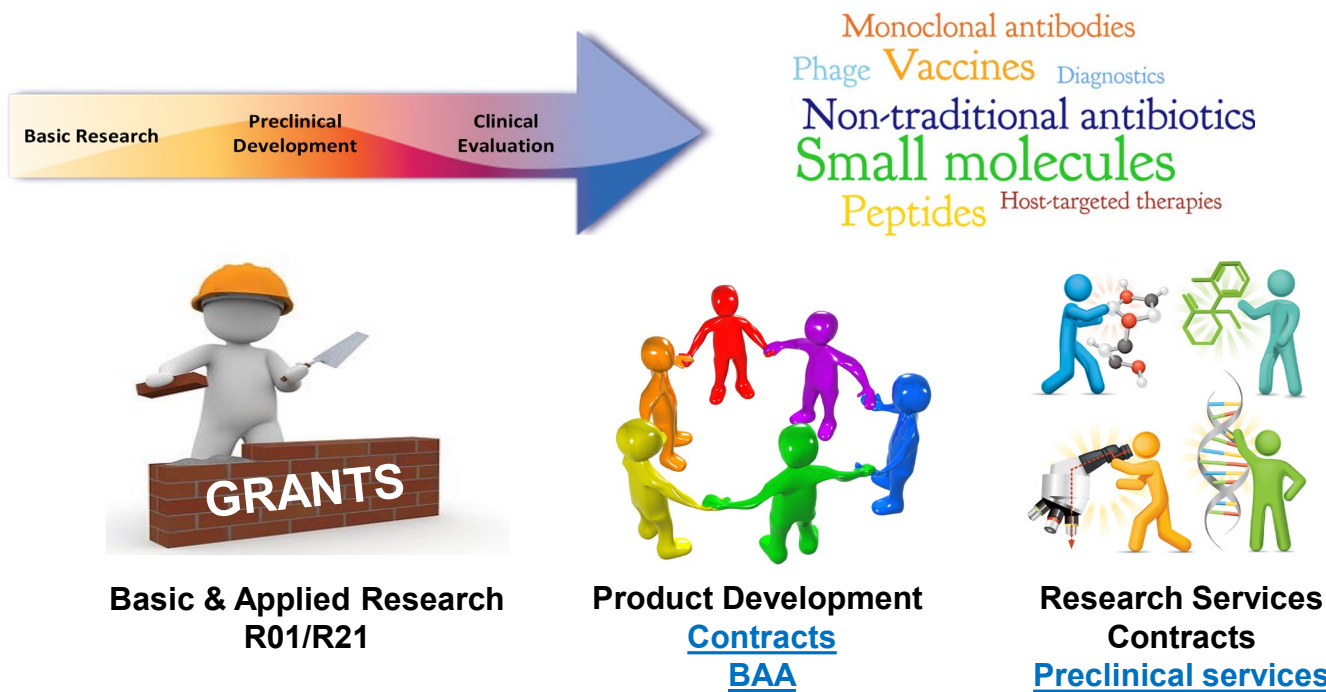 Basic Research
Preclinical
Development
Clinical
Evaluation
Monoclonal antibodies
Phage Vaccines Diagnostics
Non-traditional antibiotics
Small molecules
Peptides Host-targeted therapies
GRANTS
Basic & Applied Research
R01/R21
Product Development
Contracts
BAA
Research Services
Contracts
Preclinical services